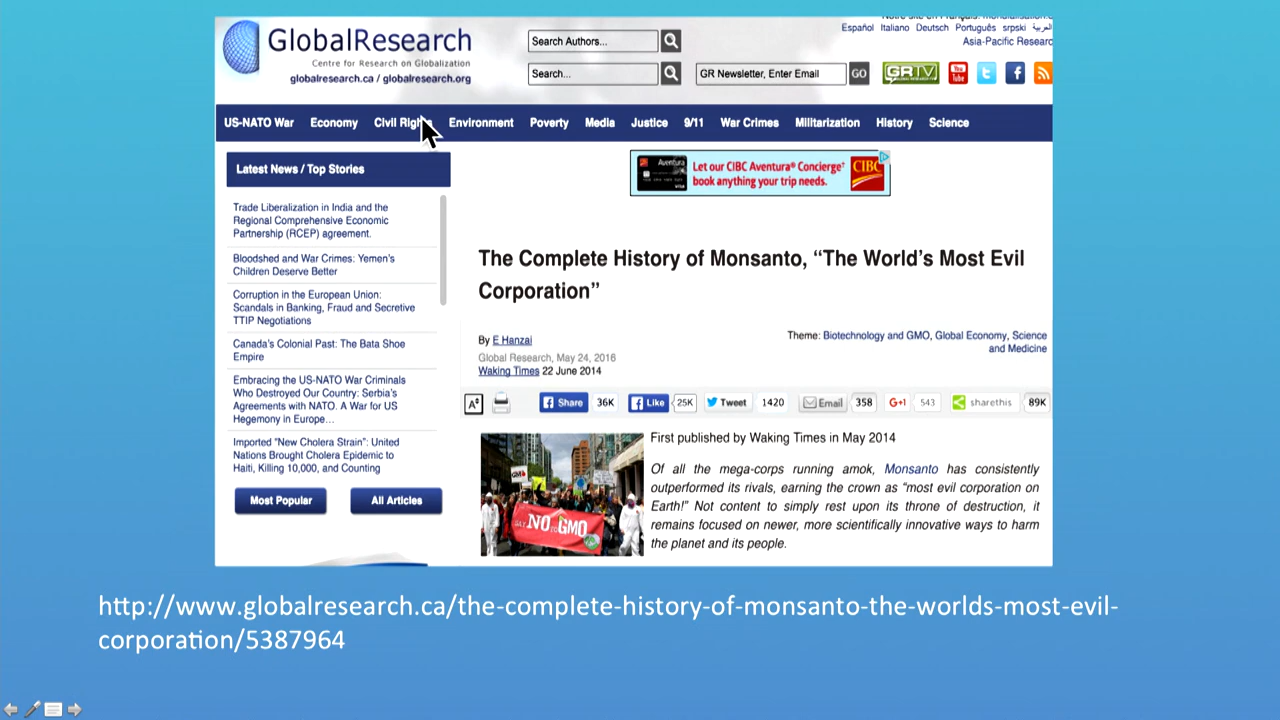 GlobalResearch
Centre for Research on Globalization
globalresearch.ca / globalresearch.org
Search Authors...
Search...
GR Newsletter, Enter Email
GO
Español Italiano Deutsch Português srpski العربية
Asia-Pacific Researc
GRTV
You
Tube
US-NATO War Economy Civil Rights Environment Poverty Media Justice 9/11 War Crimes Militarization History Science
Latest News / Top Stories
Trade Liberalization in India and the
Regional Comprehensive Economic
Partnership (RCEP) agreement.
Bloodshed and War Crimes: Yemen's
Children Deserve Better
Corruption in the European Union:
Scandals in Banking, Fraud and Secretive
TTIP Negotiations
Canada's Colonial Past: The Bata Shoe
Empire
Embracing the US-NATO War Criminals
Who Destroyed Our Country: Serbia's
Agreements with NATO. A War for US
Hegemony in Europe...
Imported “New Cholera Strain”: United
Nations Brought Cholera Epidemic to
Haiti, Killing 10,000, and Counting
Most Popular All Articles
Aventura
Let our CIBC Aventura® Concierge†
book anything your trip needs.
CIBC
The Complete History of Monsanto, “The World’s Most Evil
Corporation”
By E Hanzai
Global Research, May 24, 2016
Waking Times 22 June 2014
Theme: Biotechnology and GMO, Global Economy, Science
and Medicine
Share 36K Like 25K Tweet 1420 Email 358 G+1 543 sharethis 89K
First published by Waking Times in May 2014
Of all the mega-corps running amok, Monsanto has consistently
outperformed its rivals, earning the crown as “most evil corporation on
Earth!” Not content to simply rest upon its throne of destruction, it
remains focused on newer, more scientifically innovative ways to harm
the planet and its people.
SAY NO TO GMO
http://www.globalresearch.ca/the-complete-history-of-monsanto-the-worlds-most-evil-
corporation/5387964